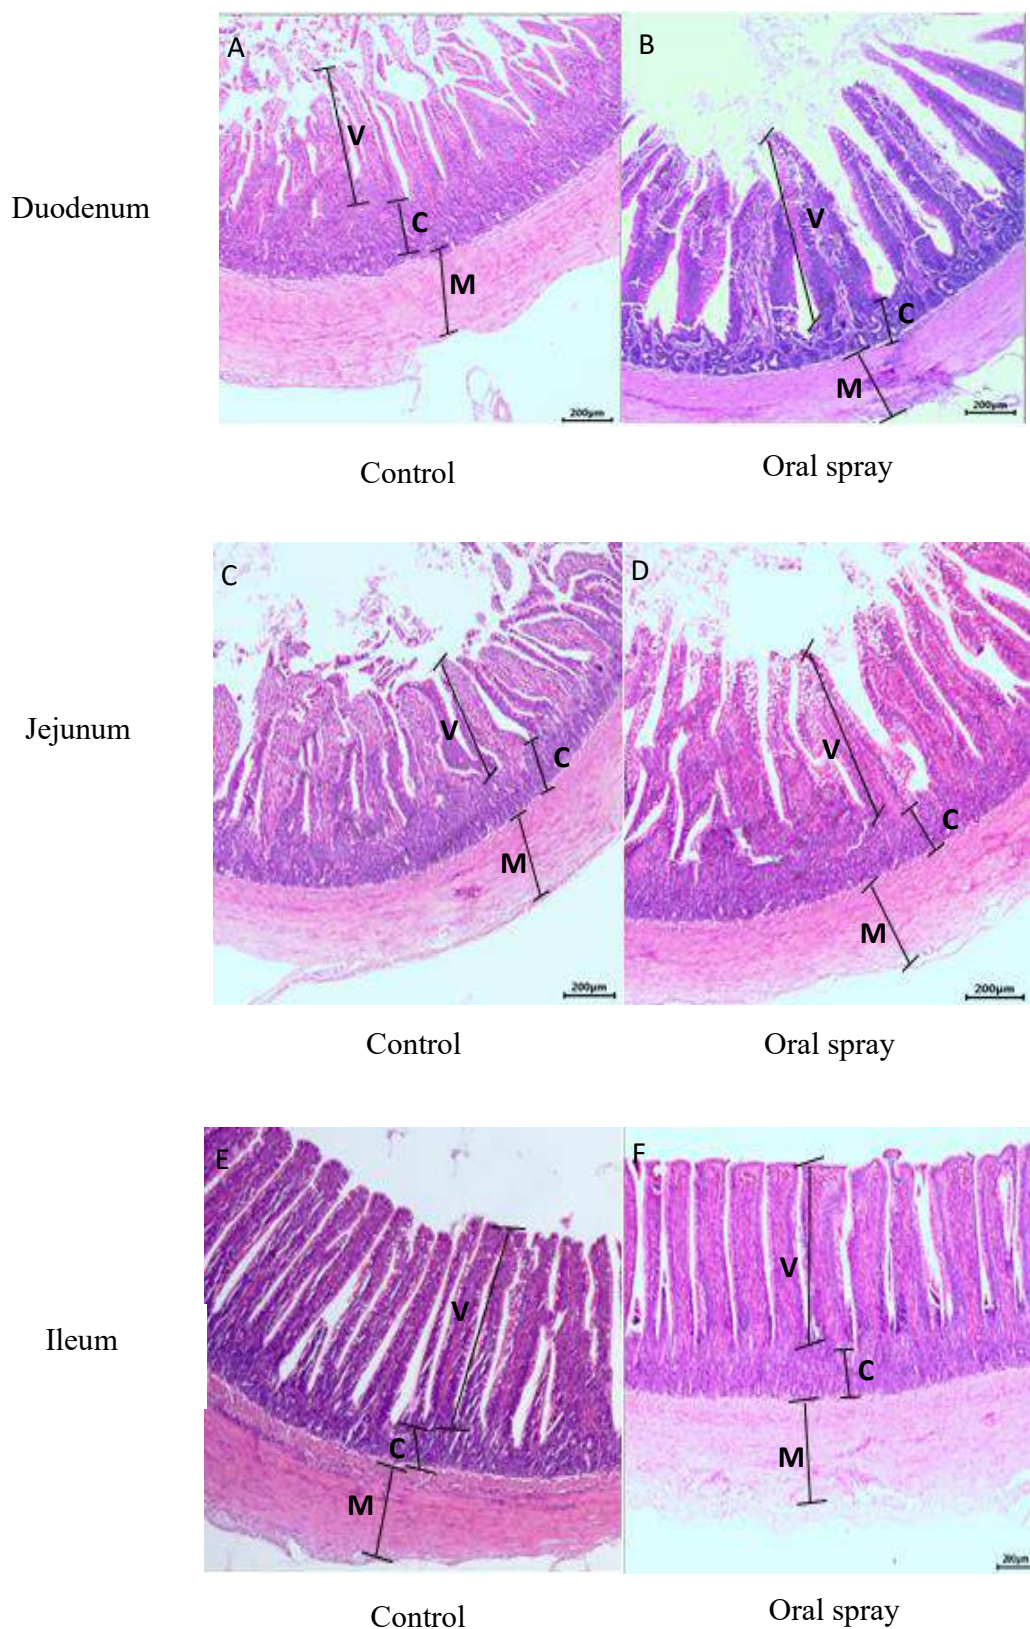 A
B
V
V
Duodenum
C
C
M
M
200μm
200μm
Control
Oral spray
C
D
V
V
Jejunum
C
C
M
M
200μm
200μm
Control
Oral spray
E
F
V
V
Ileum
C
C
M
M
200μm
Control
Oral spray